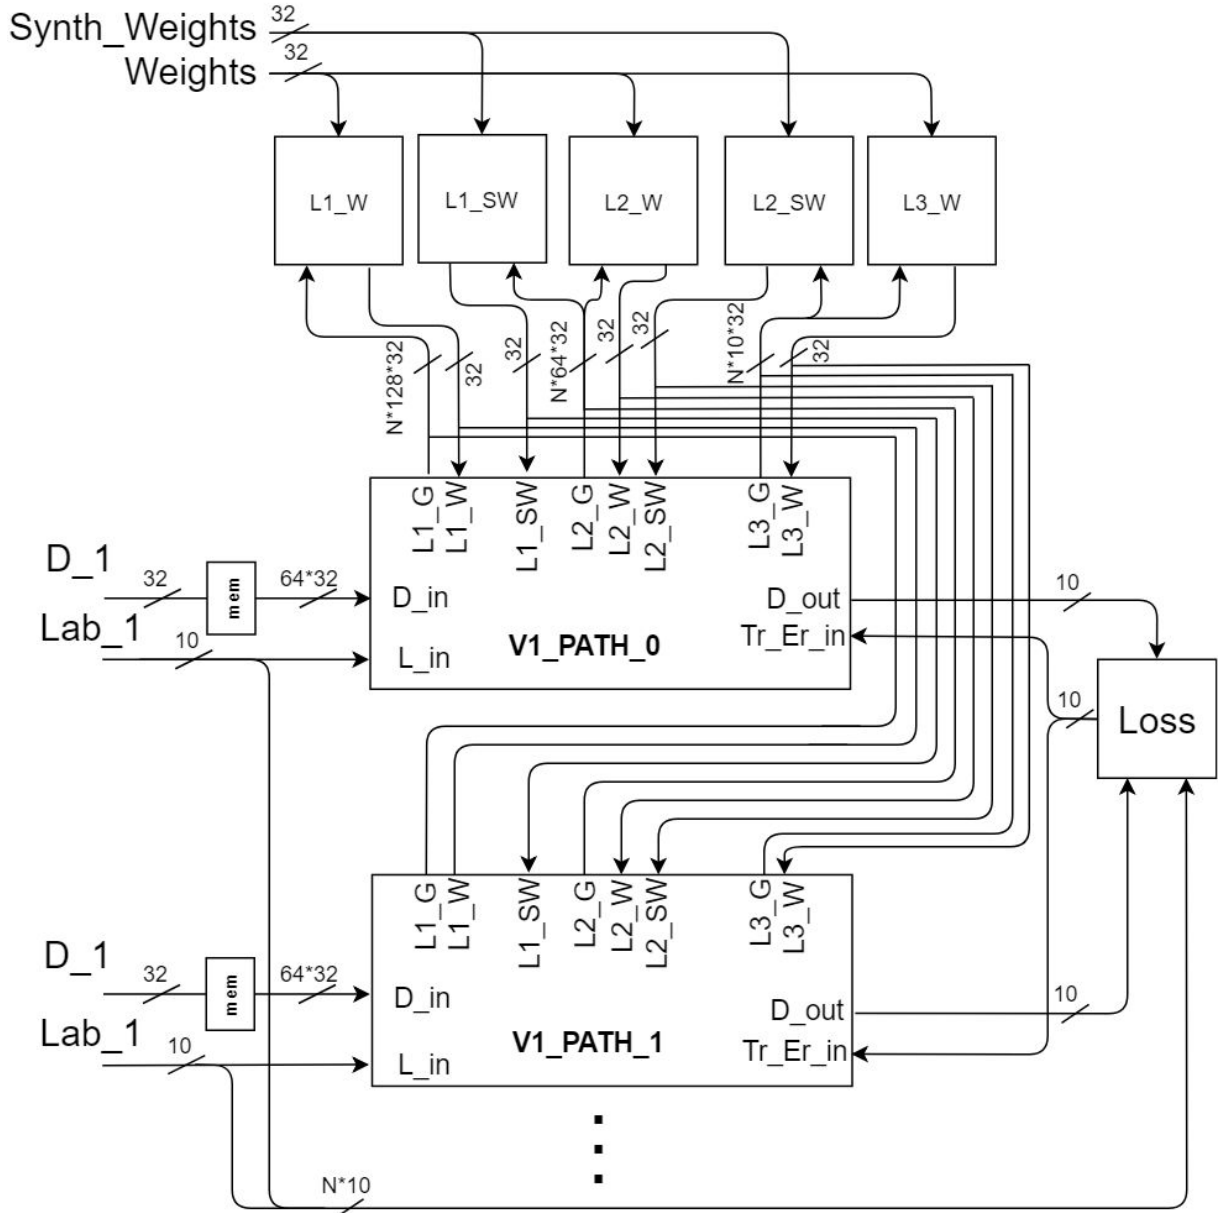 32
Synth_Weights
32
Weights
L1_W
L1_SW
L2_W
L2_SW
L3_W
N*128*32
32
32
N*64*32
32
32
N*10*32
32
L1_G
L1_W
L1_SW
L2_G
L2_W
L2_SW
L3_G
L3_W
D_1
32
mem
64*32
D_in
D_out
10
Lab_1
10
L_in
V1_PATH_0
Tr_Er_in
10
Loss
L1_G
L1_W
L1_SW
L2_G
L2_W
L2_SW
L3_G
L3_W
D_1
32
mem
64*32
D_in
D_out
10
Lab_1
10
L_in
V1_PATH_1
Tr_Er_in
N*10